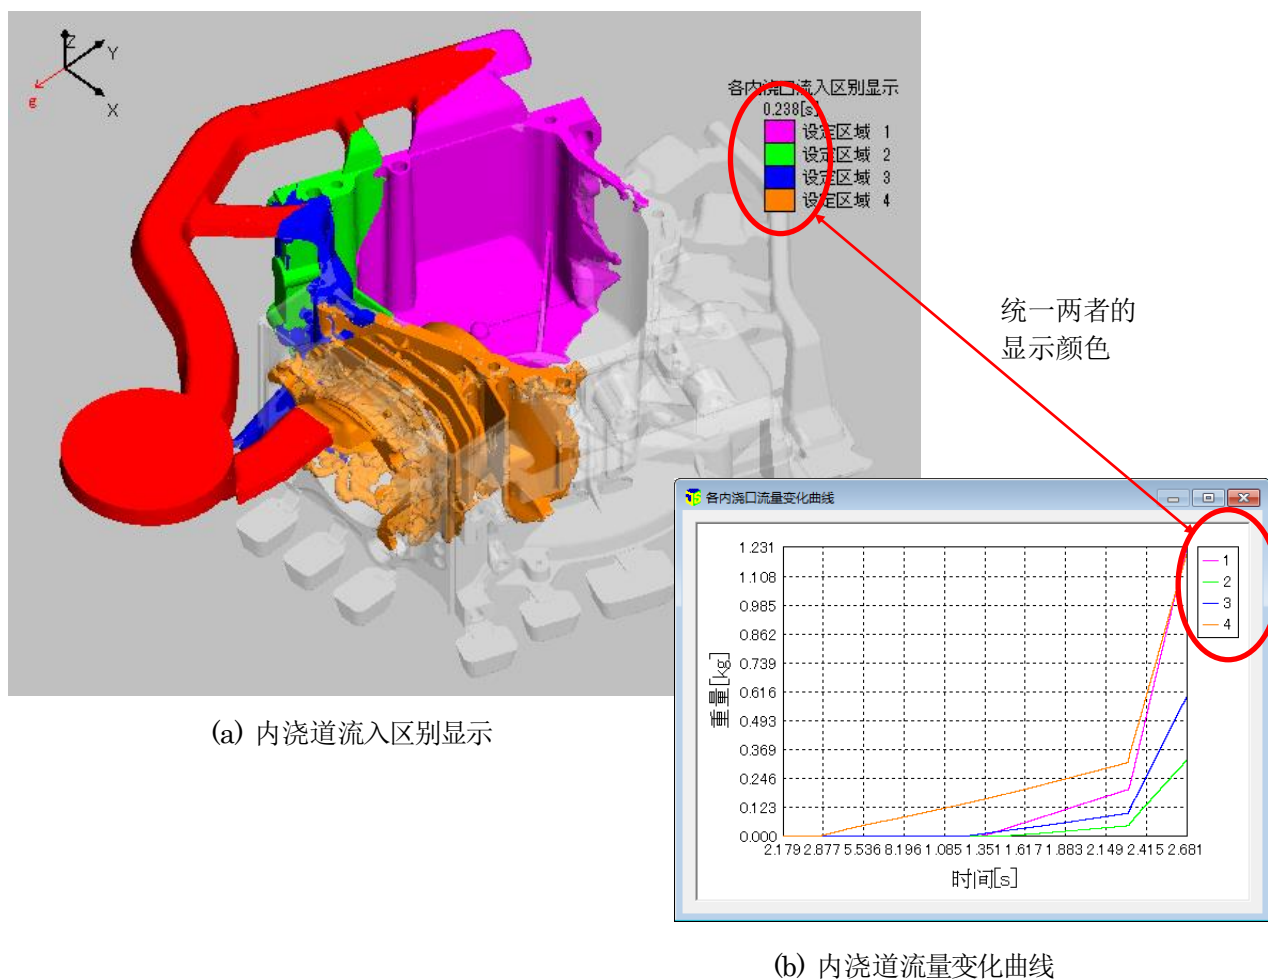 Z
Y
X
g
各内浇口流入区别显示
0.238[s]
设定区域 1
设定区域 2
设定区域 3
设定区域 4
统一两者的
显示颜色
各内浇口流量变化曲线
1.231
1.108
0.985
0.862
0.739
0.616
0.493
0.369
0.246
0.123
0.000
重量[kg]
2.179 2.877 5.536 8.196 1.085 1.351 1.617 1.883 2.149 2.415 2.681
时间[s]
1
2
3
4
(a) 内浇道流入区别显示
(b) 内浇道流量变化曲线